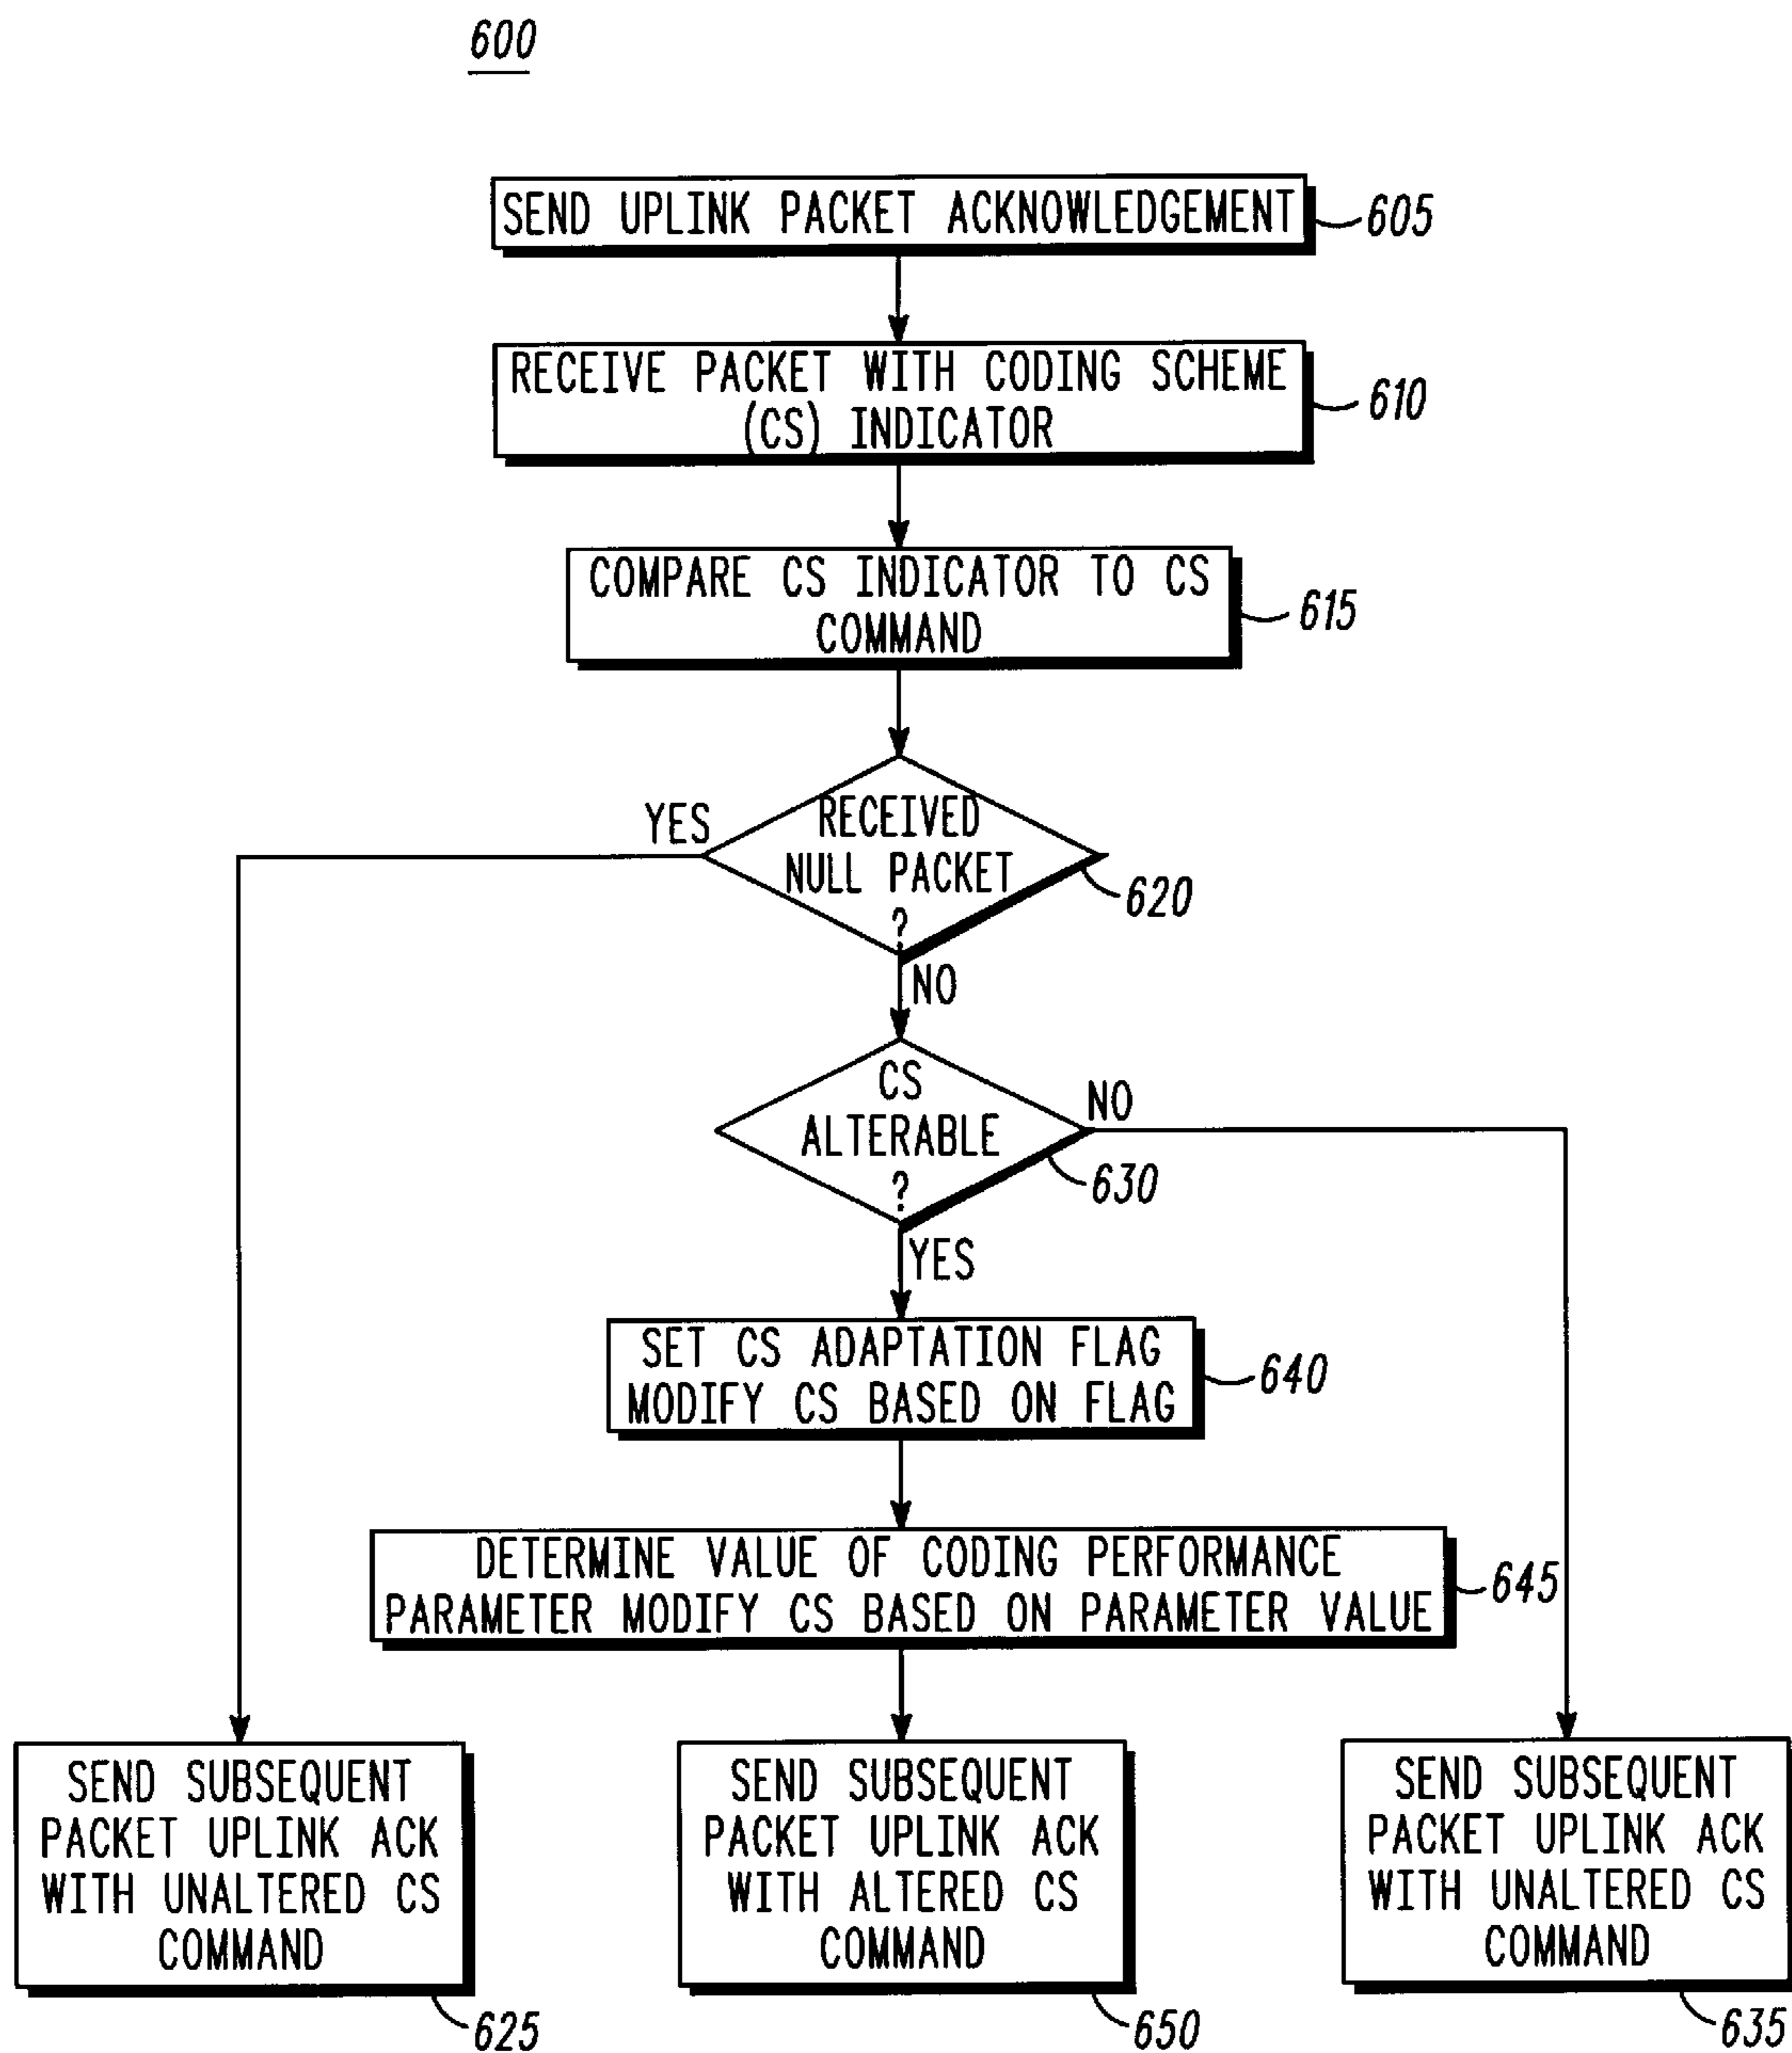 600
SEND UPLINK PACKET ACKNOWLEDGEMENT
605
RECEIVE PACKET WITH CODING SCHEME
(CS) INDICATOR
610
COMPARE CS INDICATOR TO CS
COMMAND
615
YES
RECEIVED
NULL PACKET
?
620
NO
CS
ALTERABLE
?
NO
630
YES
SET CS ADAPTATION FLAG
MODIFY CS BASED ON FLAG
640
DETERMINE VALUE OF CODING PERFORMANCE
PARAMETER MODIFY CS BASED ON PARAMETER VALUE
645
SEND SUBSEQUENT
PACKET UPLINK ACK
WITH UNALTERED CS
COMMAND
625
SEND SUBSEQUENT
PACKET UPLINK ACK
WITH ALTERED CS
COMMAND
650
SEND SUBSEQUENT
PACKET UPLINK ACK
WITH UNALTERED CS
COMMAND
635